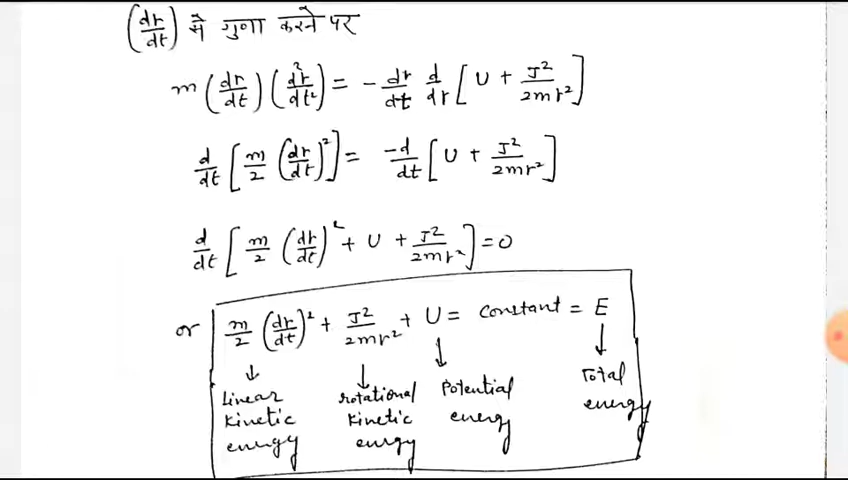 (dr/dt) से गुणा करने पर
m (dr/dt) (d²r/dt²) = - dr/dt d/dr [U + J²/2mr²]
d/dt [m/2 (dr/dt)²] = -d/dt [U + J²/2mr²]
d/dt [m/2 (dr/dt)² + U + J²/2mr²] = 0
or m/2 (dr/dt)² + J²/2mr² + U = constant = E
↓ ↓ ↓ ↓
Linear kinetic energy
rotational kinetic energy
Potential energy
Total energy